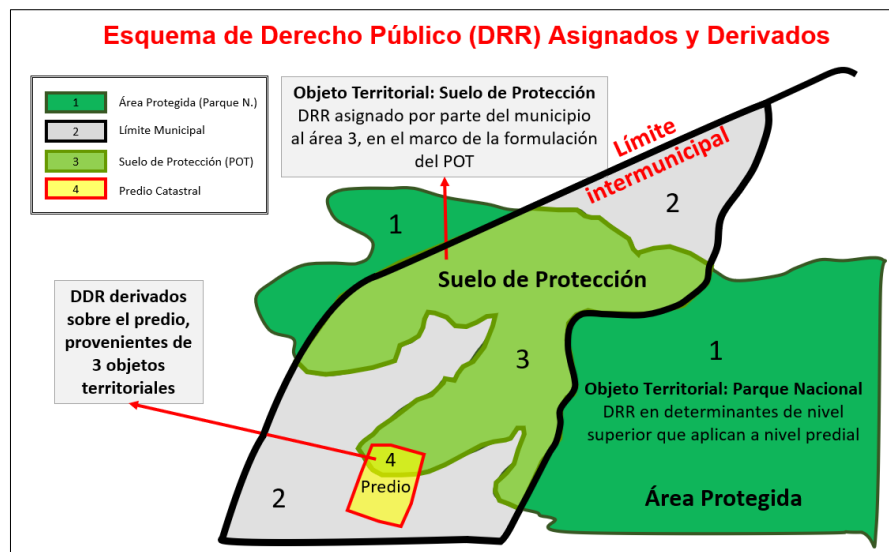 Esquema de Derecho Público (DRR) Asignados y Derivados
1 Área Protegida (Parque N.)
2 Límite Municipal
3 Suelo de Protección (POT)
4 Predio Catastral
Objeto Territorial: Suelo de Protección
DRR asignado por parte del municipio
al área 3, en el marco de la formulación
del POT
Límite
intermunicipal
2
1
Suelo de Protección
DDR derivados
sobre el predio,
provenientes de
3 objetos
territoriales
3
1
Objeto Territorial: Parque Nacional
DRR en determinantes de nivel
superior que aplican a nivel predial
4
Predio
2
Área Protegida